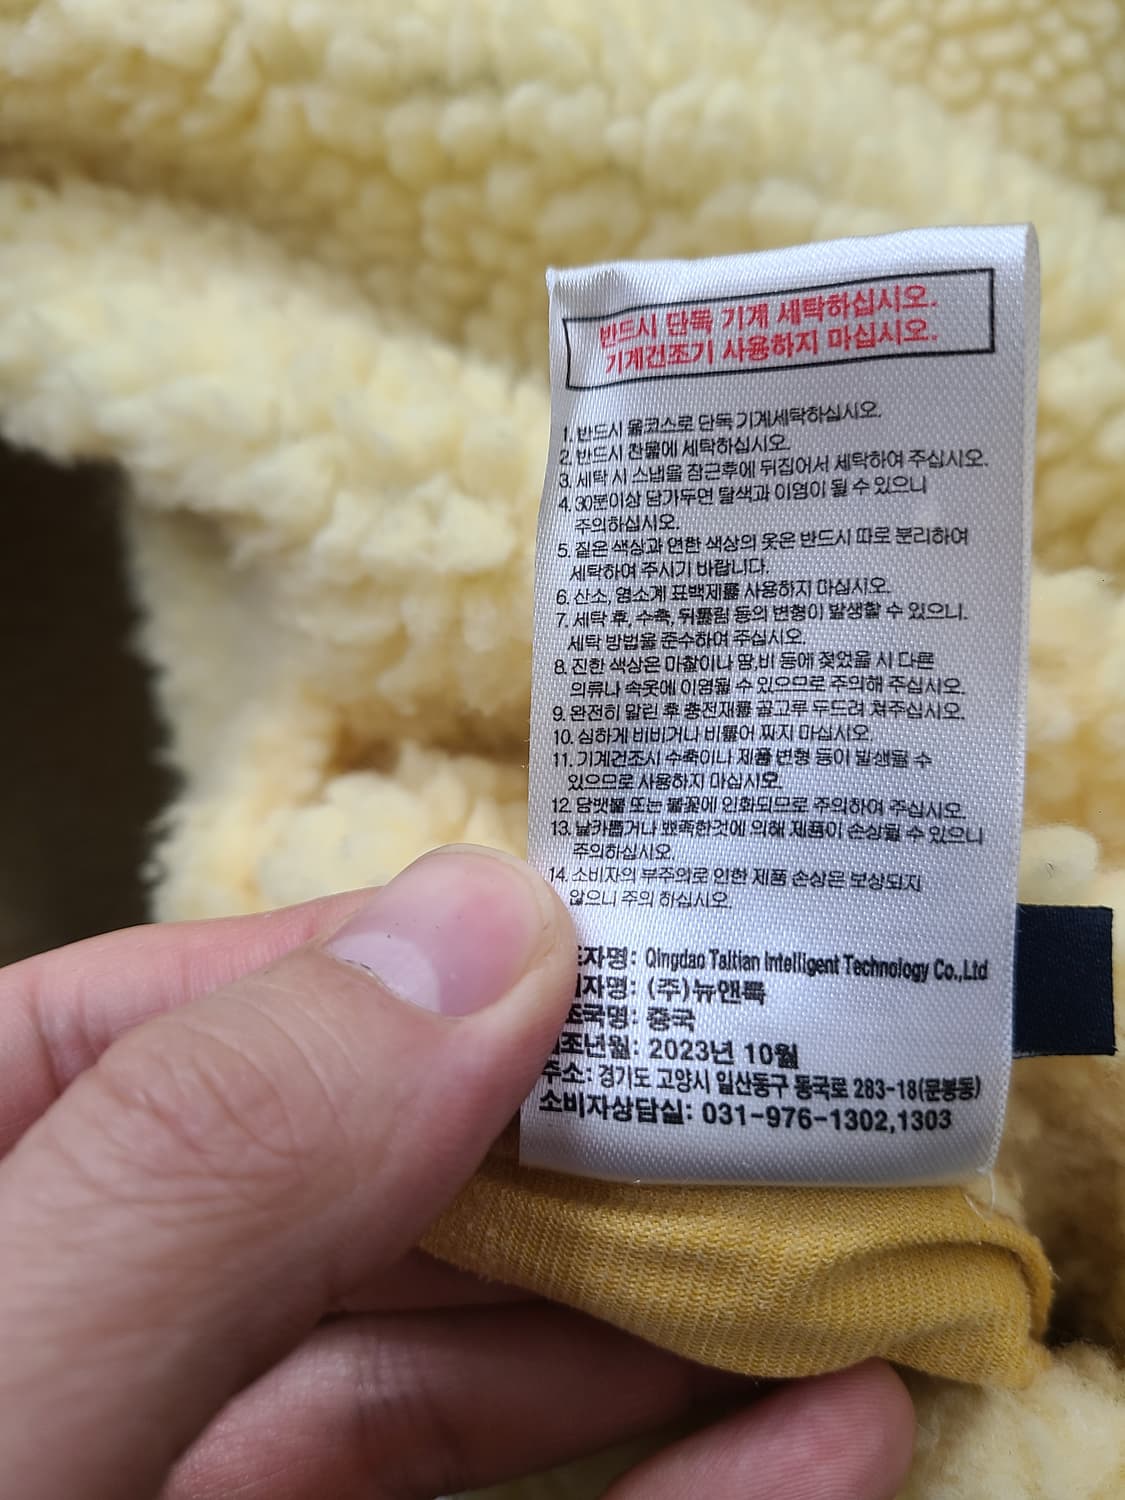 반드시 단독 기계 세탁하십시오.
기계건조기 사용하지 마십시오.
1. 반드시 울코스로 단독 기계세탁하십시오.
2. 반드시 찬물에 세탁하십시오.
3. 세탁 시 스냅을 잠근후에 뒤집어서 세탁하여 주십시오.
4. 30분이상 담가두면 탈색과 이염이 될 수 있으니
주의하십시오.
5. 짙은 색상과 연한 색상의 옷은 반드시 따로 분리하여
세탁하여 주시기 바랍니다.
6. 산소, 염소계 표백제를 사용하지 마십시오.
7. 세탁 후, 수축, 뒤틀림 등의 변형이 발생할 수 있으니.
세탁 방법을 준수하여 주십시오.
8. 진한 색상은 마찰이나 땀,비 등에 젖었을 시 다른
의류나 속옷에 이염될 수 있으므로 주의해 주십시오.
9. 완전히 말린 후 충전재를 골고루 두드려 쳐주십시오.
10. 심하게 비비거나 비틀어 짜지 마십시오.
11. 기계건조시 수축이나 제품 변형 등이 발생될 수
있으므로 사용하지 마십시오.
12. 담뱃불 또는 불꽃에 인화되므로 주의하여 주십시오.
13. 날카롭거나 뾰족한것에 의해 제품이 손상될 수 있으니
주의하십시오.
14. 소비자의 부주의로 인한 제품 손상은 보상되지
않으니 주의 하십시오.
자명: Qingdao Taitian Intelligent Technology Co.,Ltd
자명: (주)뉴앤룩
조국명: 중국
조년월: 2023년 10월
주소: 경기도 고양시 일산동구 동국로 283-18(문봉동)
소비자상담실: 031-976-1302,1303